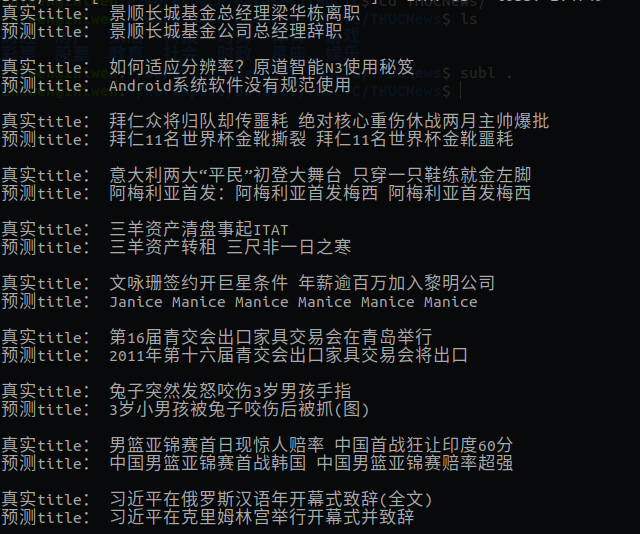 cd THUCNews/
真实title： 景顺长城基金总经理梁华栋离职
预测title： 景顺长城基金公司总经理辞职
真实title： 如何适应分辨率？原道智能N3使用秘笈
预测title： Android系统软件没有规范使用
真实title： 拜仁众将归队却传噩耗 绝对核心重伤休战两月主帅爆批
预测title： 拜仁11名世界杯金靴撕裂 拜仁11名世界杯金靴噩耗
真实title： 意大利两大“平民”初登大舞台 只穿一只鞋练就金左脚
预测title： 阿梅利亚首发：阿梅利亚首发梅西 阿梅利亚首发梅西
真实title： 三羊资产清盘事起ITAT
预测title： 三羊资产转租 三尺非一日之寒
真实title： 文咏珊签约开巨星条件 年薪逾百万加入黎明公司
预测title： Janice Manice Manice Manice Manice Manice
真实title： 第16届青交会出口家具交易会在青岛举行
预测title： 2011年第十六届青交会出口家具交易会将出口
真实title： 兔子突然发怒咬伤3岁男孩手指
预测title： 3岁小男孩被兔子咬伤后被抓(图)
真实title： 男篮亚锦赛首日现惊人赔率 中国首战狂让印度60分
预测title： 中国男篮亚锦赛首战韩国 中国男篮亚锦赛赔率超强
真实title： 习近平在俄罗斯汉语年开幕式致辞(全文)
预测title： 习近平在克里姆林宫举行开幕式并致辞